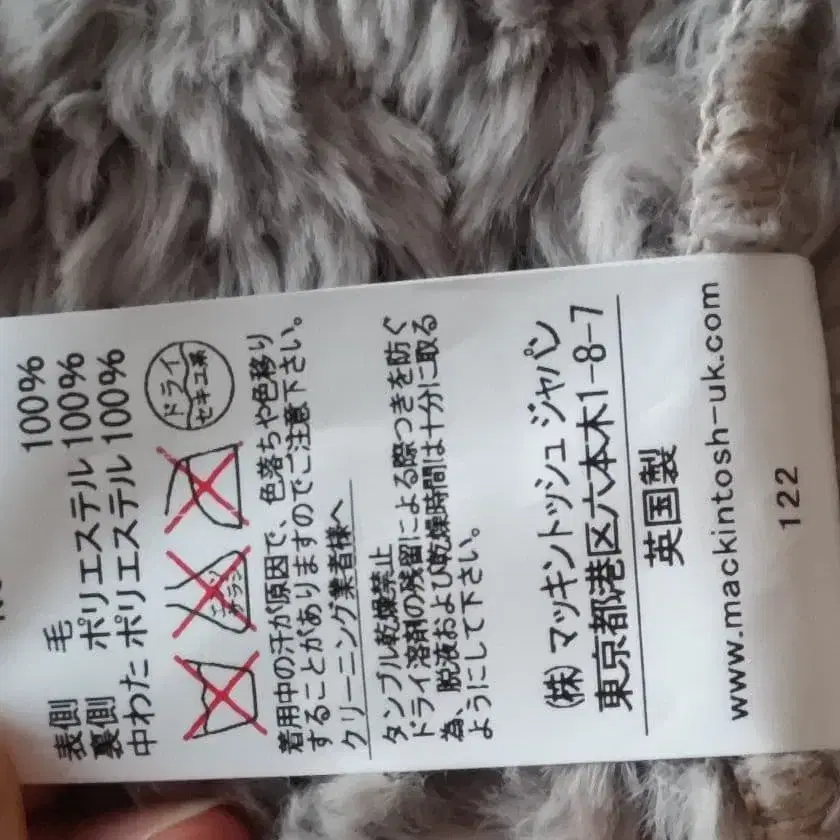 表側 毛 100%
裏側 ポリエステル 100%
中わた ポリエステル 100%
エンソ サラシ
ドライ
セキユ系
着用中の汗が原因で、色落ちや色移り
することがありますのでご注意下さい。
クリーニング業者様へ
タンブル乾燥禁止
ドライ溶剤の残留による際つきを防ぐ
為、脱液および乾燥時間は十分に取る
ようにして下さい。
(株)マッキントッシュ ジャパン
東京都港区六本木1-8-7
英国製
www.mackintosh-uk.com
122